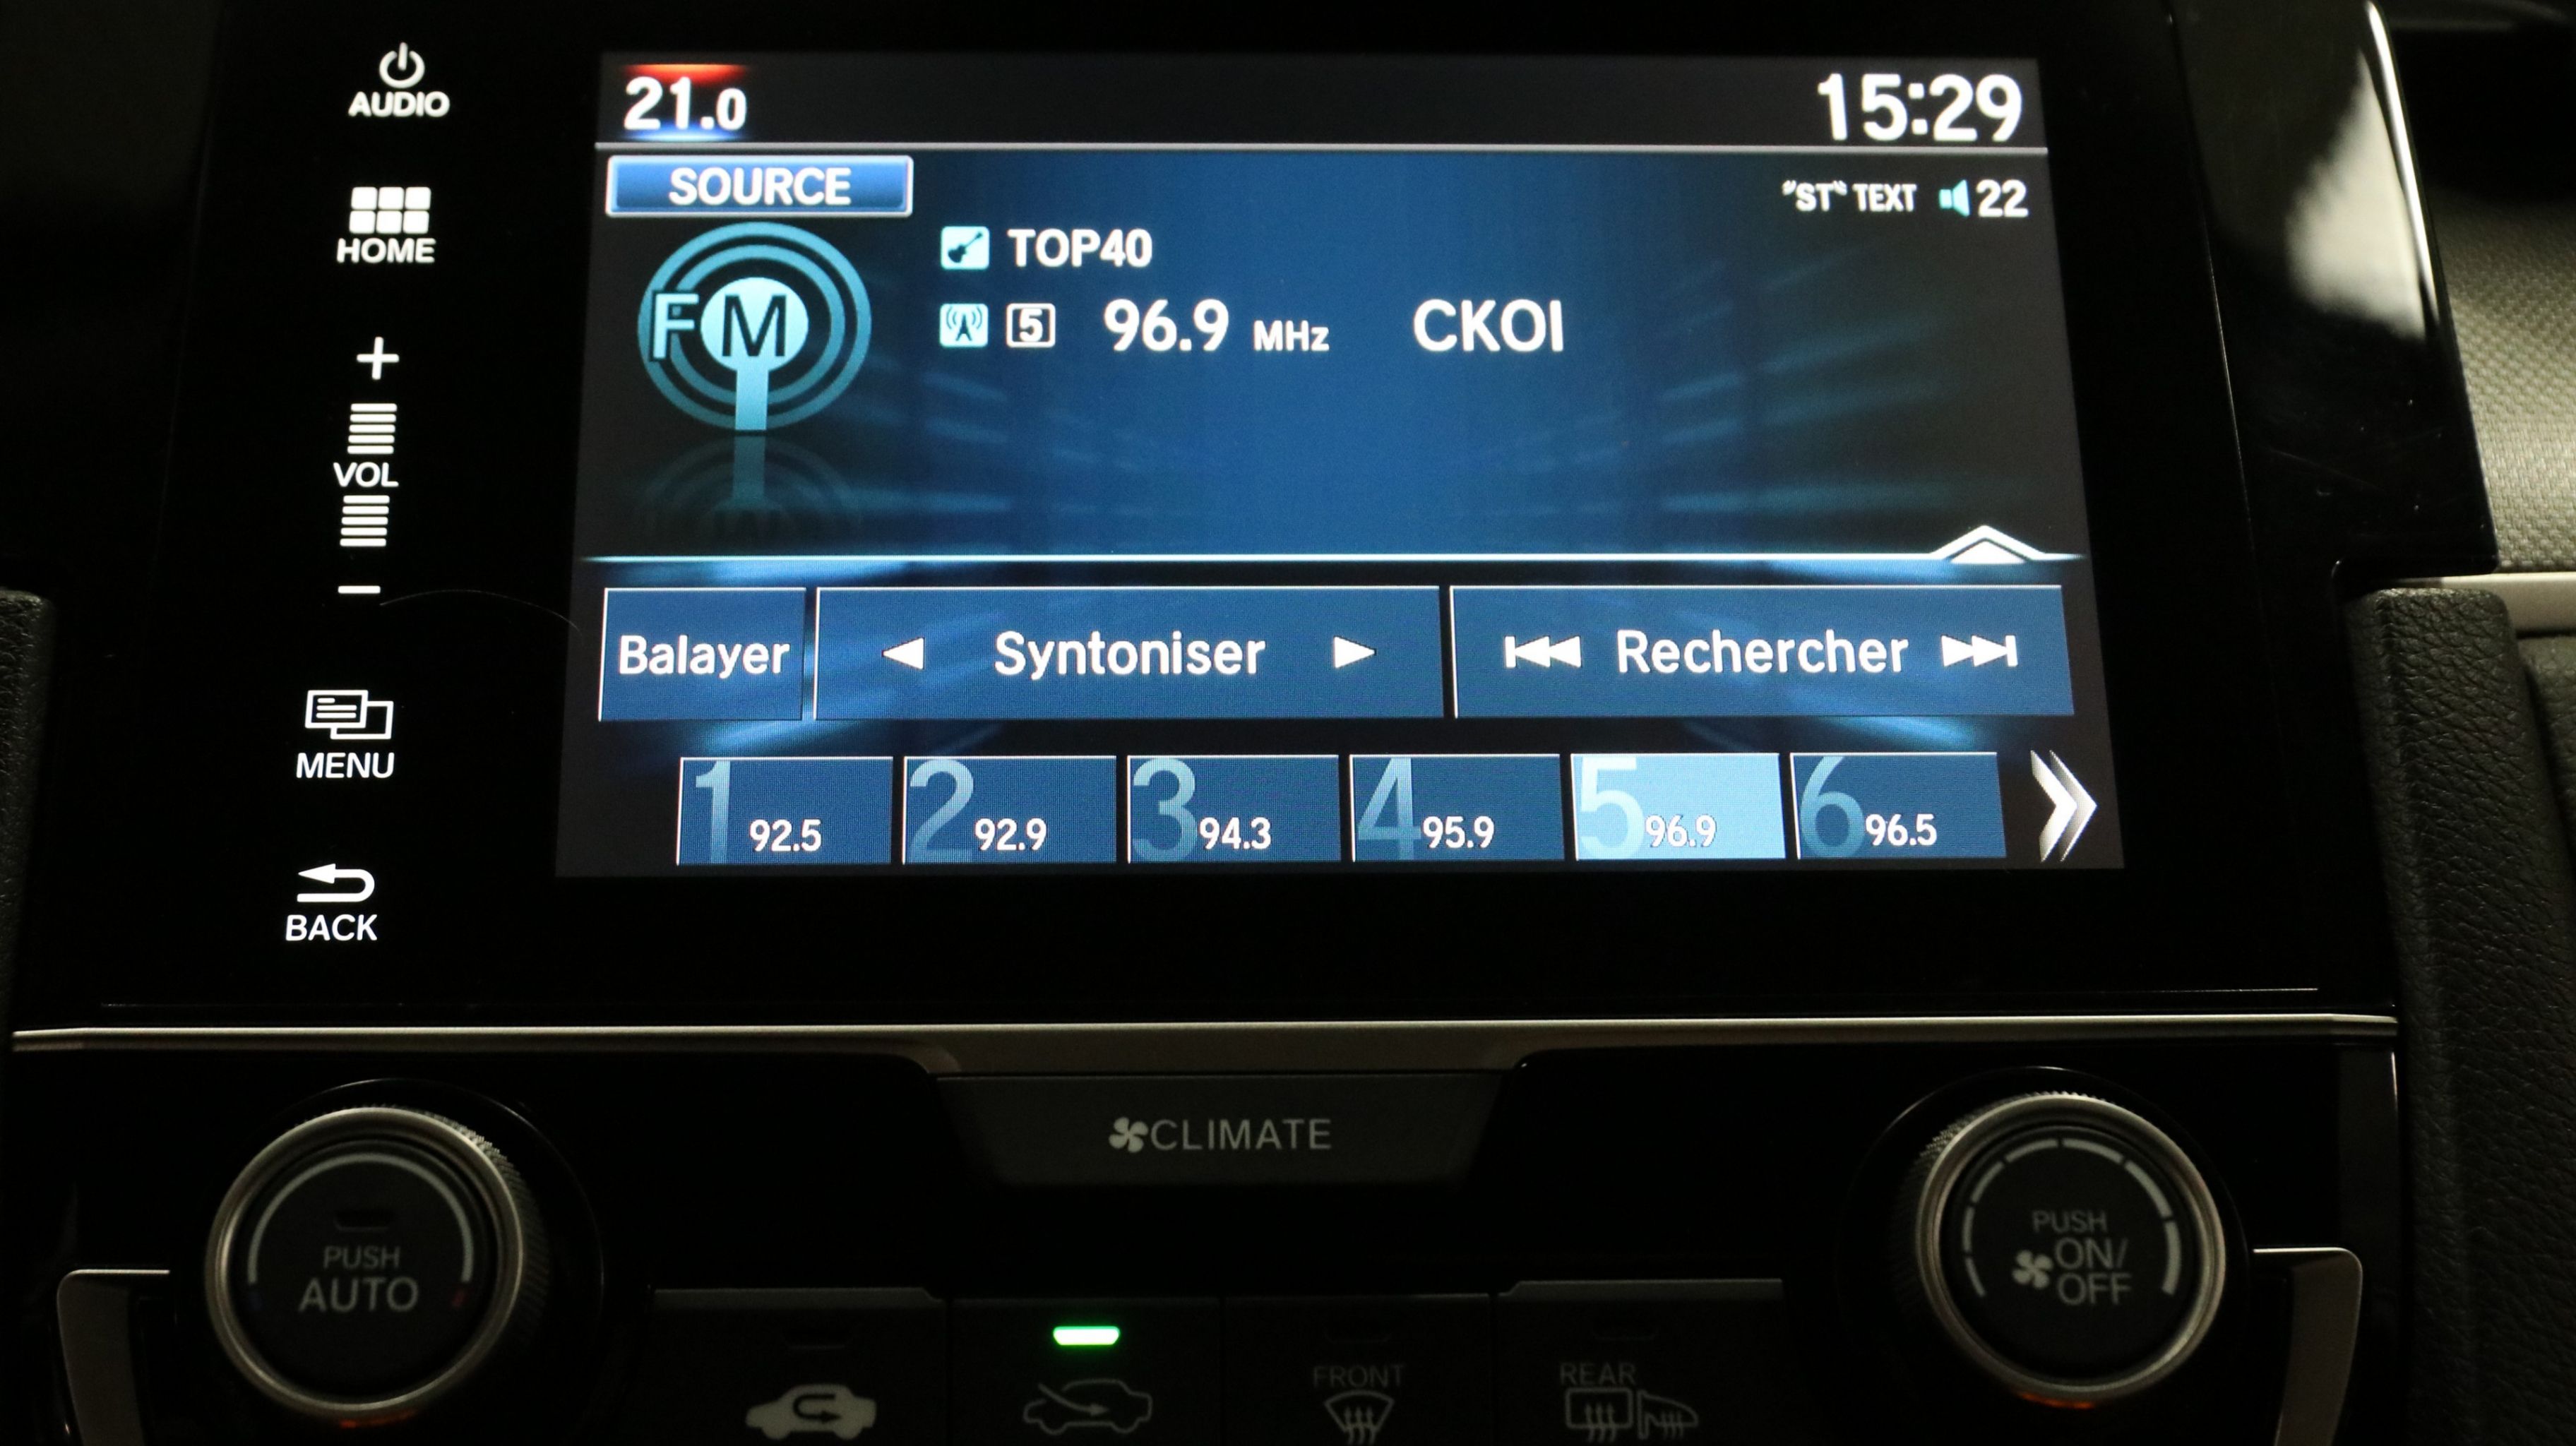 AUDIO
HOME
+
VOL
−
MENU
BACK
21.0
15:29
SOURCE
"ST" TEXT 22
FM
TOP40
5 96.9 MHz CKOI
Balayer
Syntoniser
Rechercher
1 92.5
2 92.9
3 94.3
4 95.9
5 96.9
6 96.5
CLIMATE
PUSH
AUTO
PUSH
ON/
OFF
FRONT
REAR